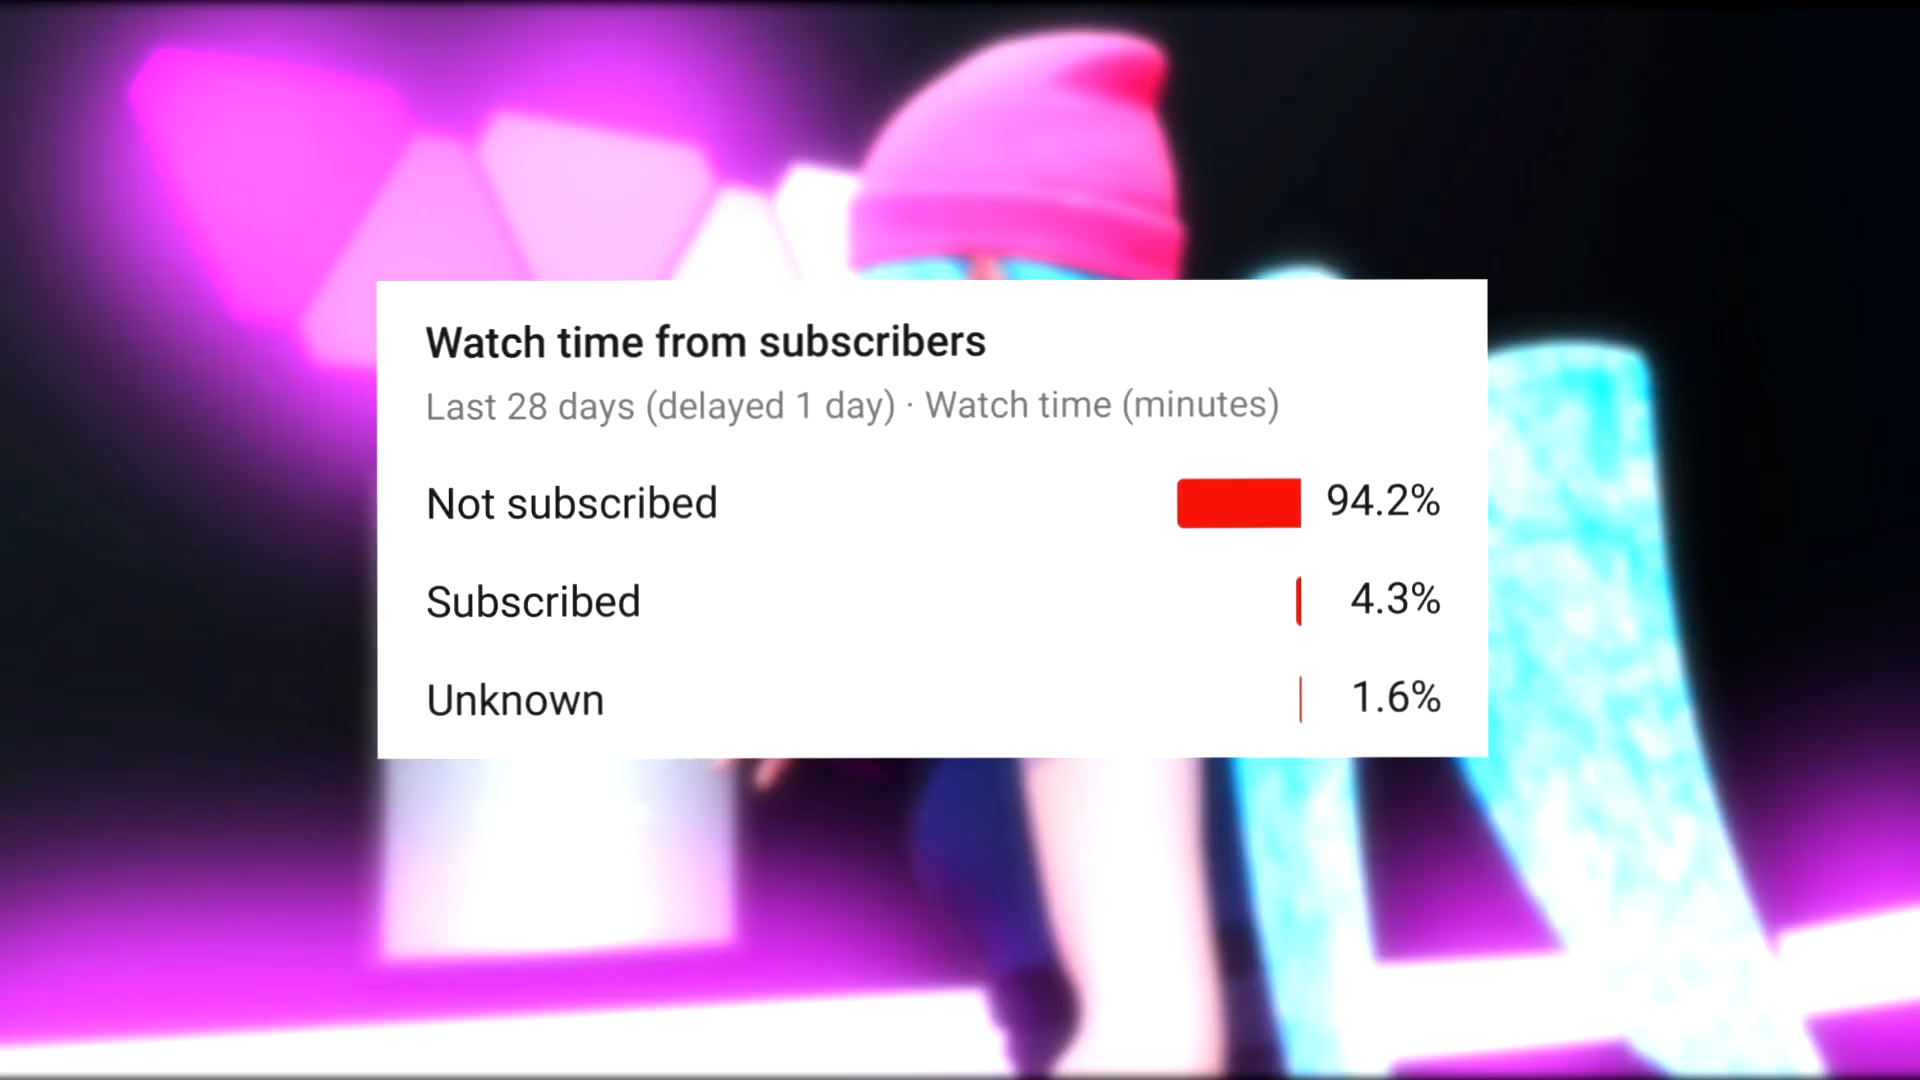 Watch time from subscribers
Last 28 days (delayed 1 day) · Watch time (minutes)
Not subscribed 94.2%
Subscribed 4.3%
Unknown 1.6%